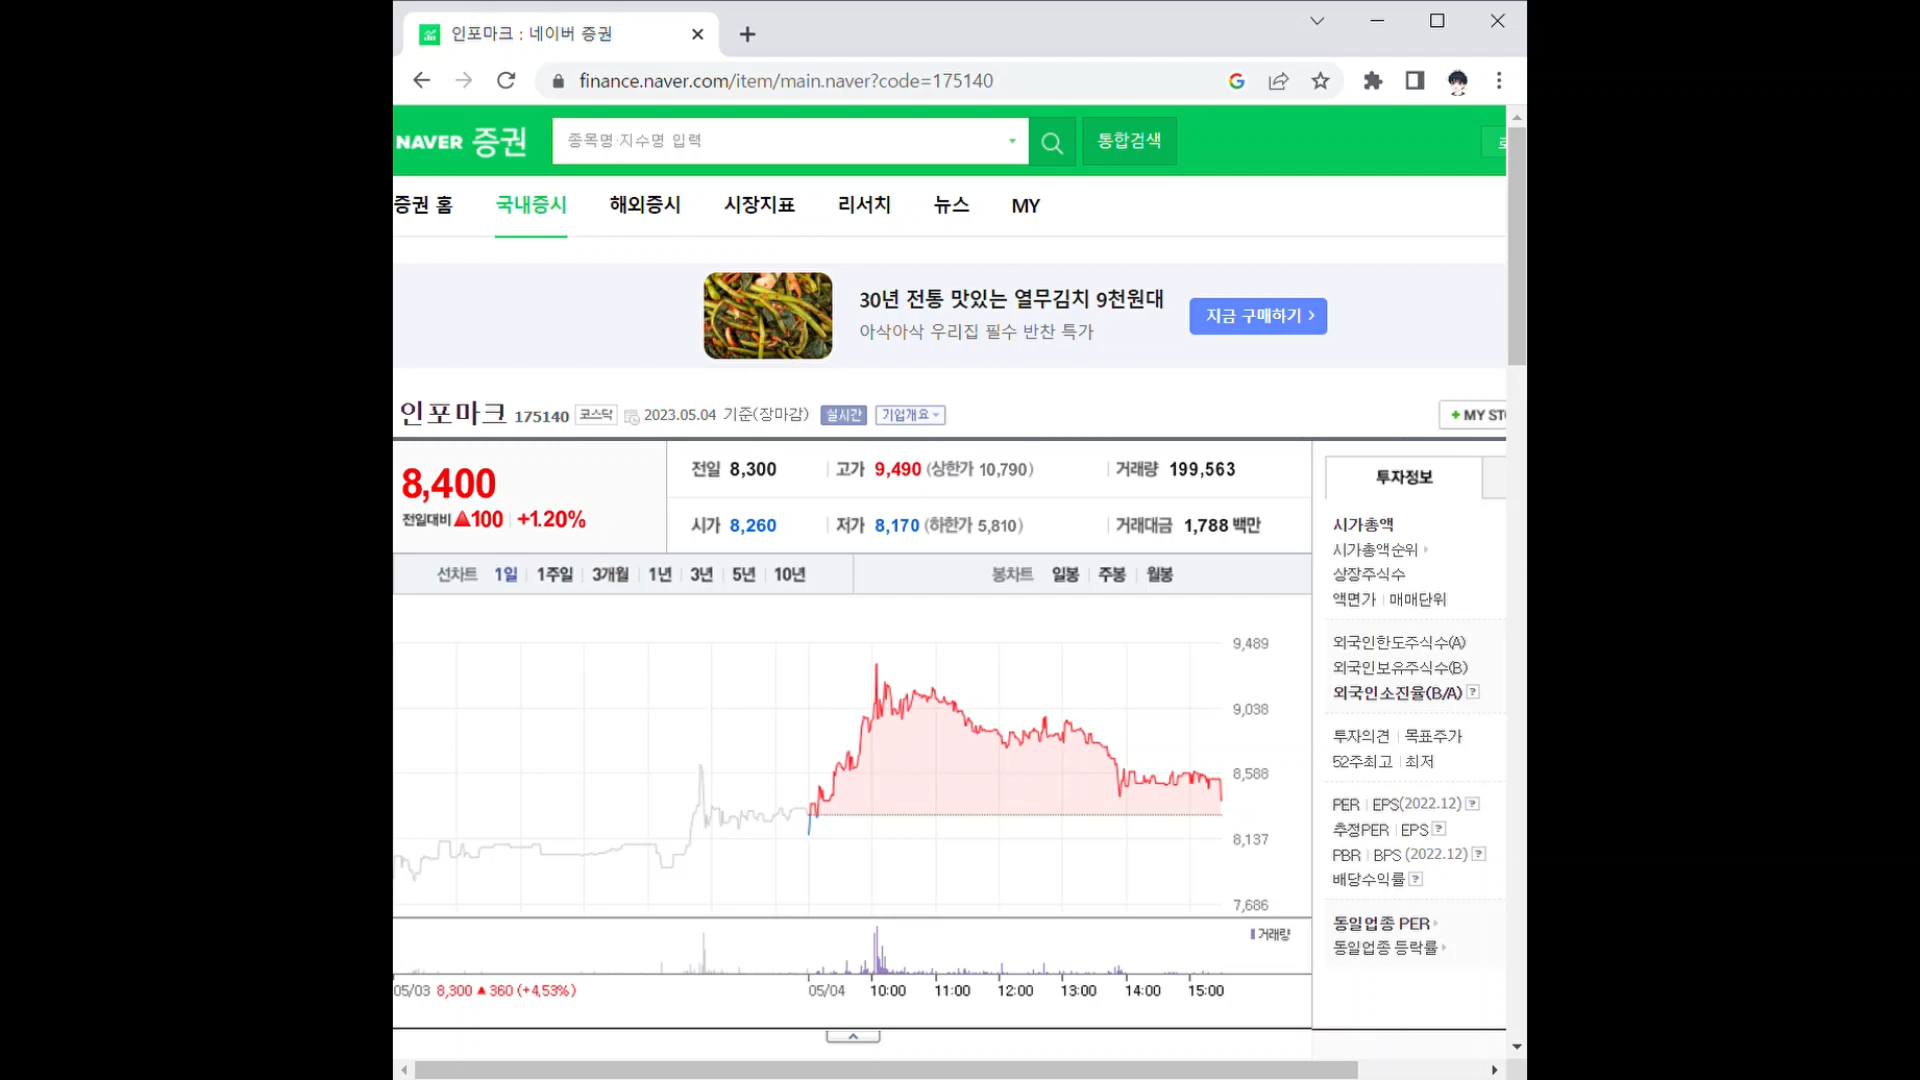 인포마크 : 네이버 증권
finance.naver.com/item/main.naver?code=175140
NAVER 증권
종목명·지수명 입력
통합검색
증권 홈 국내증시 해외증시 시장지표 리서치 뉴스 MY
30년 전통 맛있는 열무김치 9천원대
아삭아삭 우리집 필수 반찬 특가
지금 구매하기
인포마크 175140 코스닥 2023.05.04 기준(장마감) 실시간 기업개요
+ MY ST
8,400
전일대비 ▲100 +1.20%
전일 8,300 고가 9,490 (상한가 10,790) 거래량 199,563
시가 8,260 저가 8,170 (하한가 5,810) 거래대금 1,788 백만
선차트 1일 1주일 3개월 1년 3년 5년 10년
봉차트 일봉 주봉 월봉
9,489
9,038
8,588
8,137
7,686
거래량
05/03 8,300 ▲ 360 (+4,53%)
05/04 10:00 11:00 12:00 13:00 14:00 15:00
투자정보
시가총액
시가총액순위
상장주식수
액면가 | 매매단위
외국인한도주식수(A)
외국인보유주식수(B)
외국인소진율(B/A) ?
투자의견 | 목표주가
52주최고 | 최저
PER | EPS(2022.12) ?
추정PER | EPS ?
PBR | BPS (2022.12) ?
배당수익률 ?
동일업종 PER
동일업종 등락률